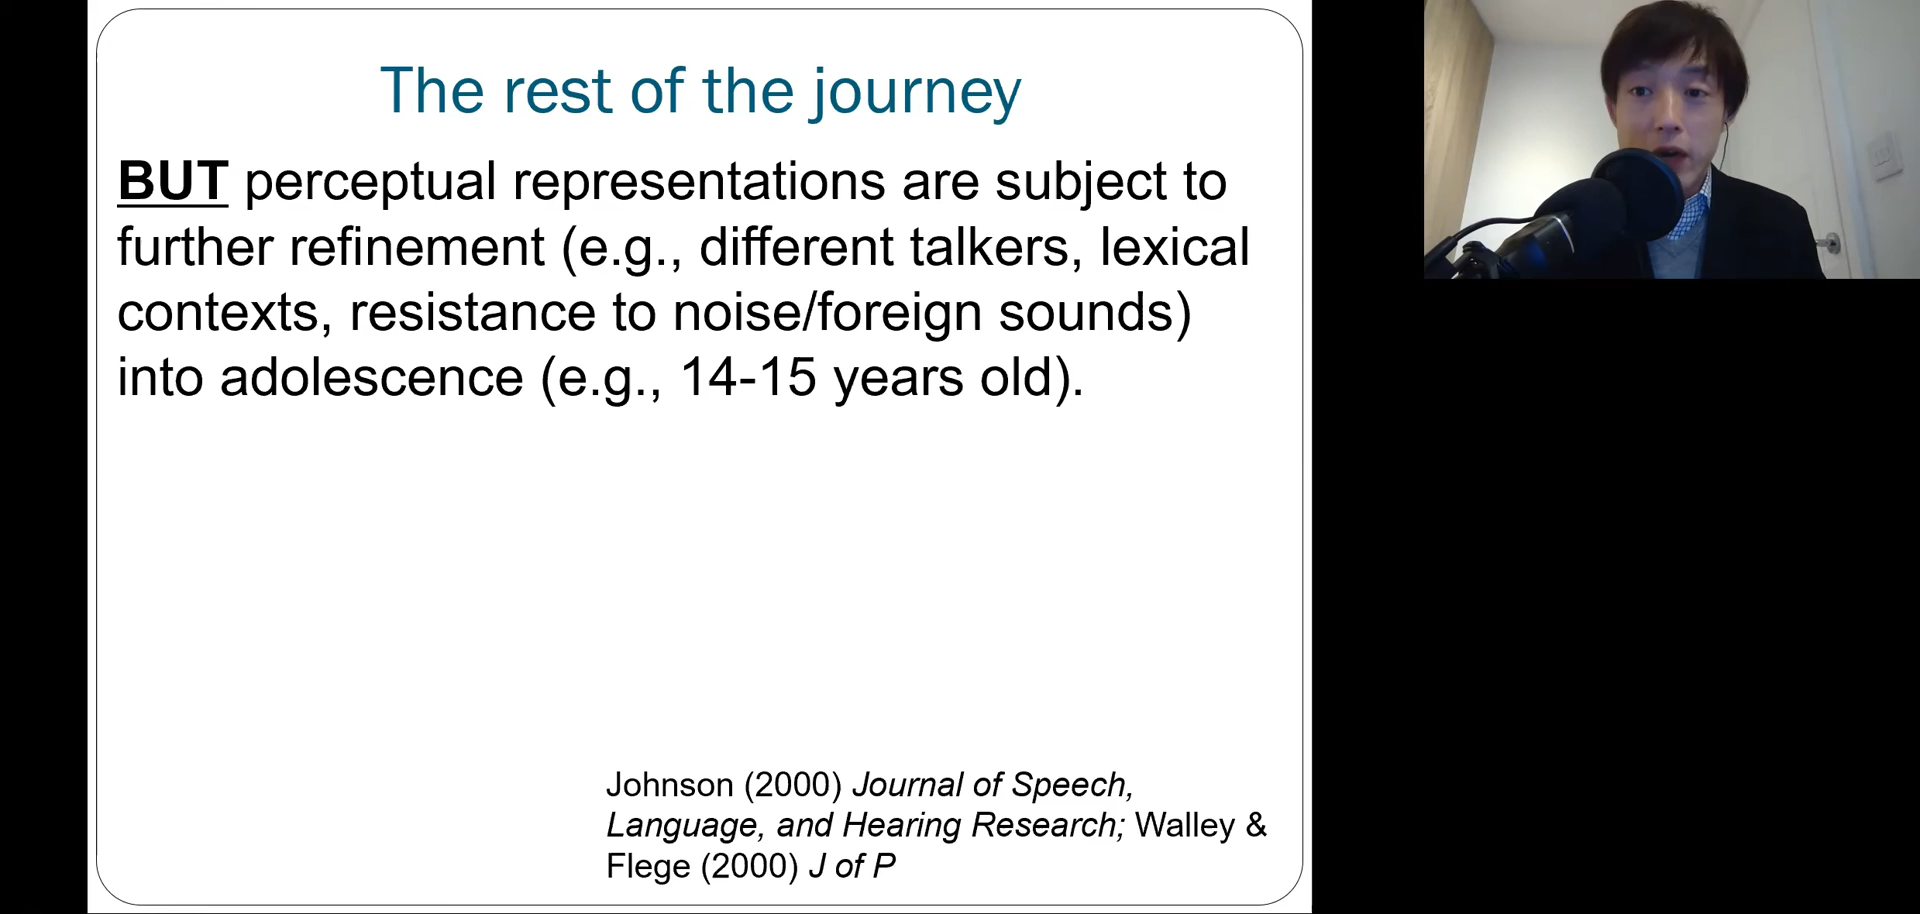 The rest of the journey
BUT perceptual representations are subject to
further refinement (e.g., different talkers, lexical
contexts, resistance to noise/foreign sounds)
into adolescence (e.g., 14-15 years old).
Johnson (2000) Journal of Speech,
Language, and Hearing Research; Walley &
Flege (2000) J of P